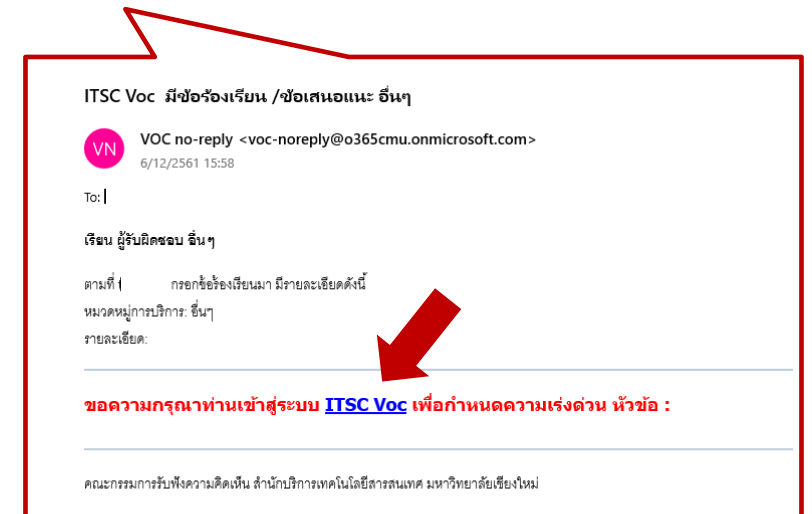 ITSC Voc มีข้อร้องเรียน /ข้อเสนอแนะ อื่นๆ
VN
VOC no-reply <voc-noreply@o365cmu.onmicrosoft.com>
6/12/2561 15:58
To:
เรียน ผู้รับผิดชอบ อื่นๆ
ตามที่ กรอกข้อร้องเรียนมา มีรายละเอียดดังนี้
หมวดหมู่การบริการ: อื่นๆ
รายละเอียด:
ขอความกรุณาท่านเข้าสู่ระบบ ITSC Voc เพื่อกำหนดความเร่งด่วน หัวข้อ :
คณะกรรมการรับฟังความคิดเห็น สำนักบริการเทคโนโลยีสารสนเทศ มหาวิทยาลัยเชียงใหม่